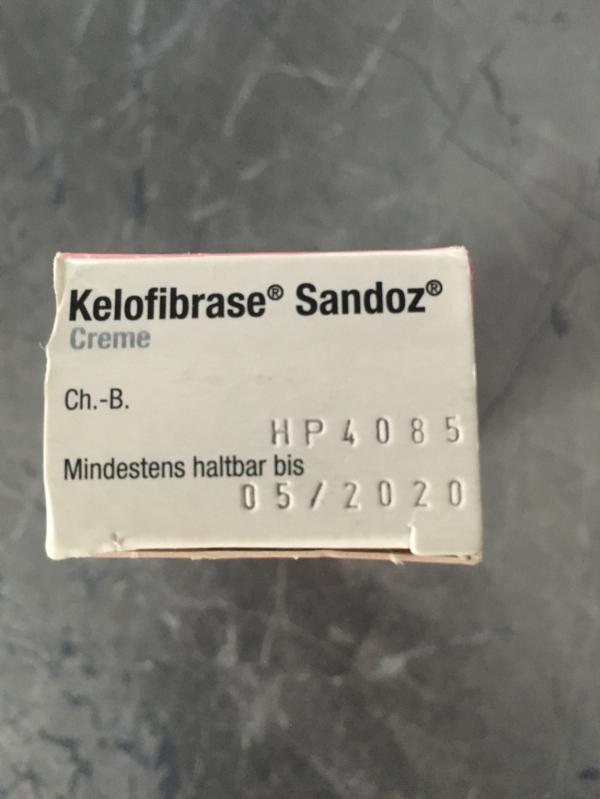 Kelofibrase® Sandoz®
Creme
Ch.-B.
HP4085
Mindestens haltbar bis
05/2020